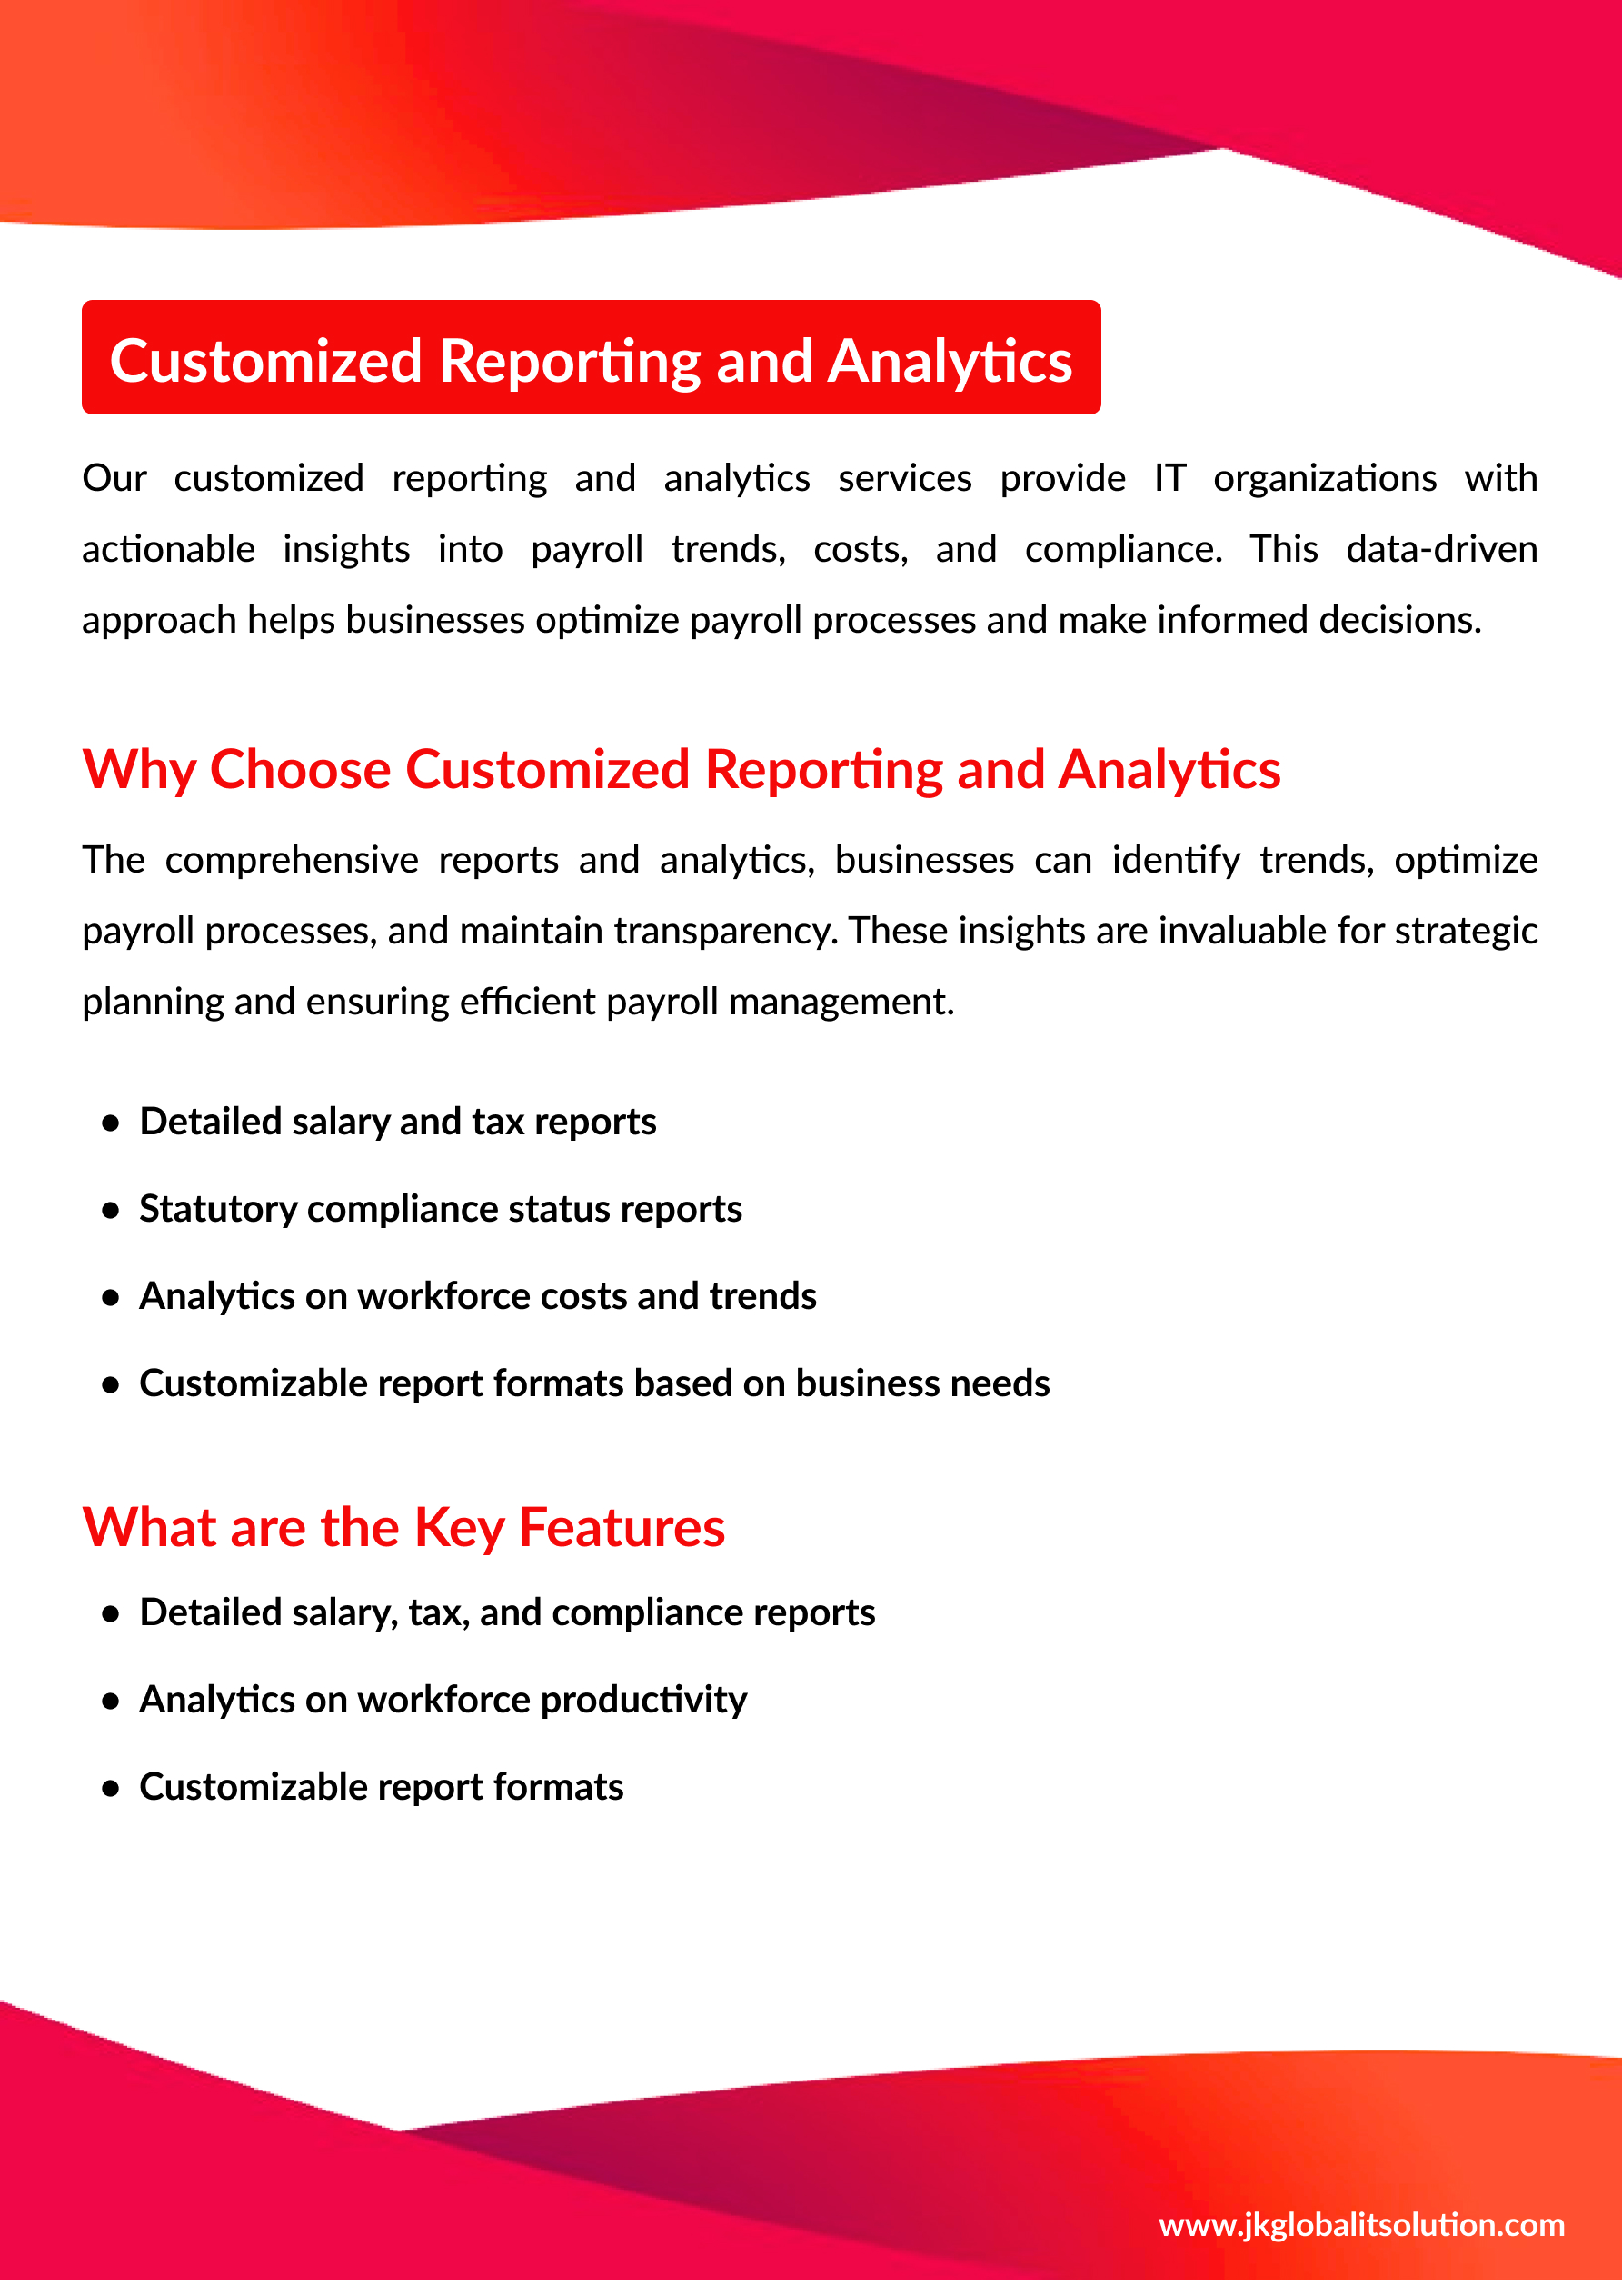 Customized Reporting and Analytics
Our customized reporting and analytics services provide IT organizations with
actionable insights into payroll trends, costs, and compliance. This data-driven
approach helps businesses optimize payroll processes and make informed decisions.
Why Choose Customized Reporting and Analytics
The comprehensive reports and analytics, businesses can identify trends, optimize
payroll processes, and maintain transparency. These insights are invaluable for strategic
planning and ensuring efficient payroll management.
● Detailed salary and tax reports
● Statutory compliance status reports
● Analytics on workforce costs and trends
● Customizable report formats based on business needs
What are the Key Features
● Detailed salary, tax, and compliance reports
● Analytics on workforce productivity
● Customizable report formats
www.jkglobalitsolution.com